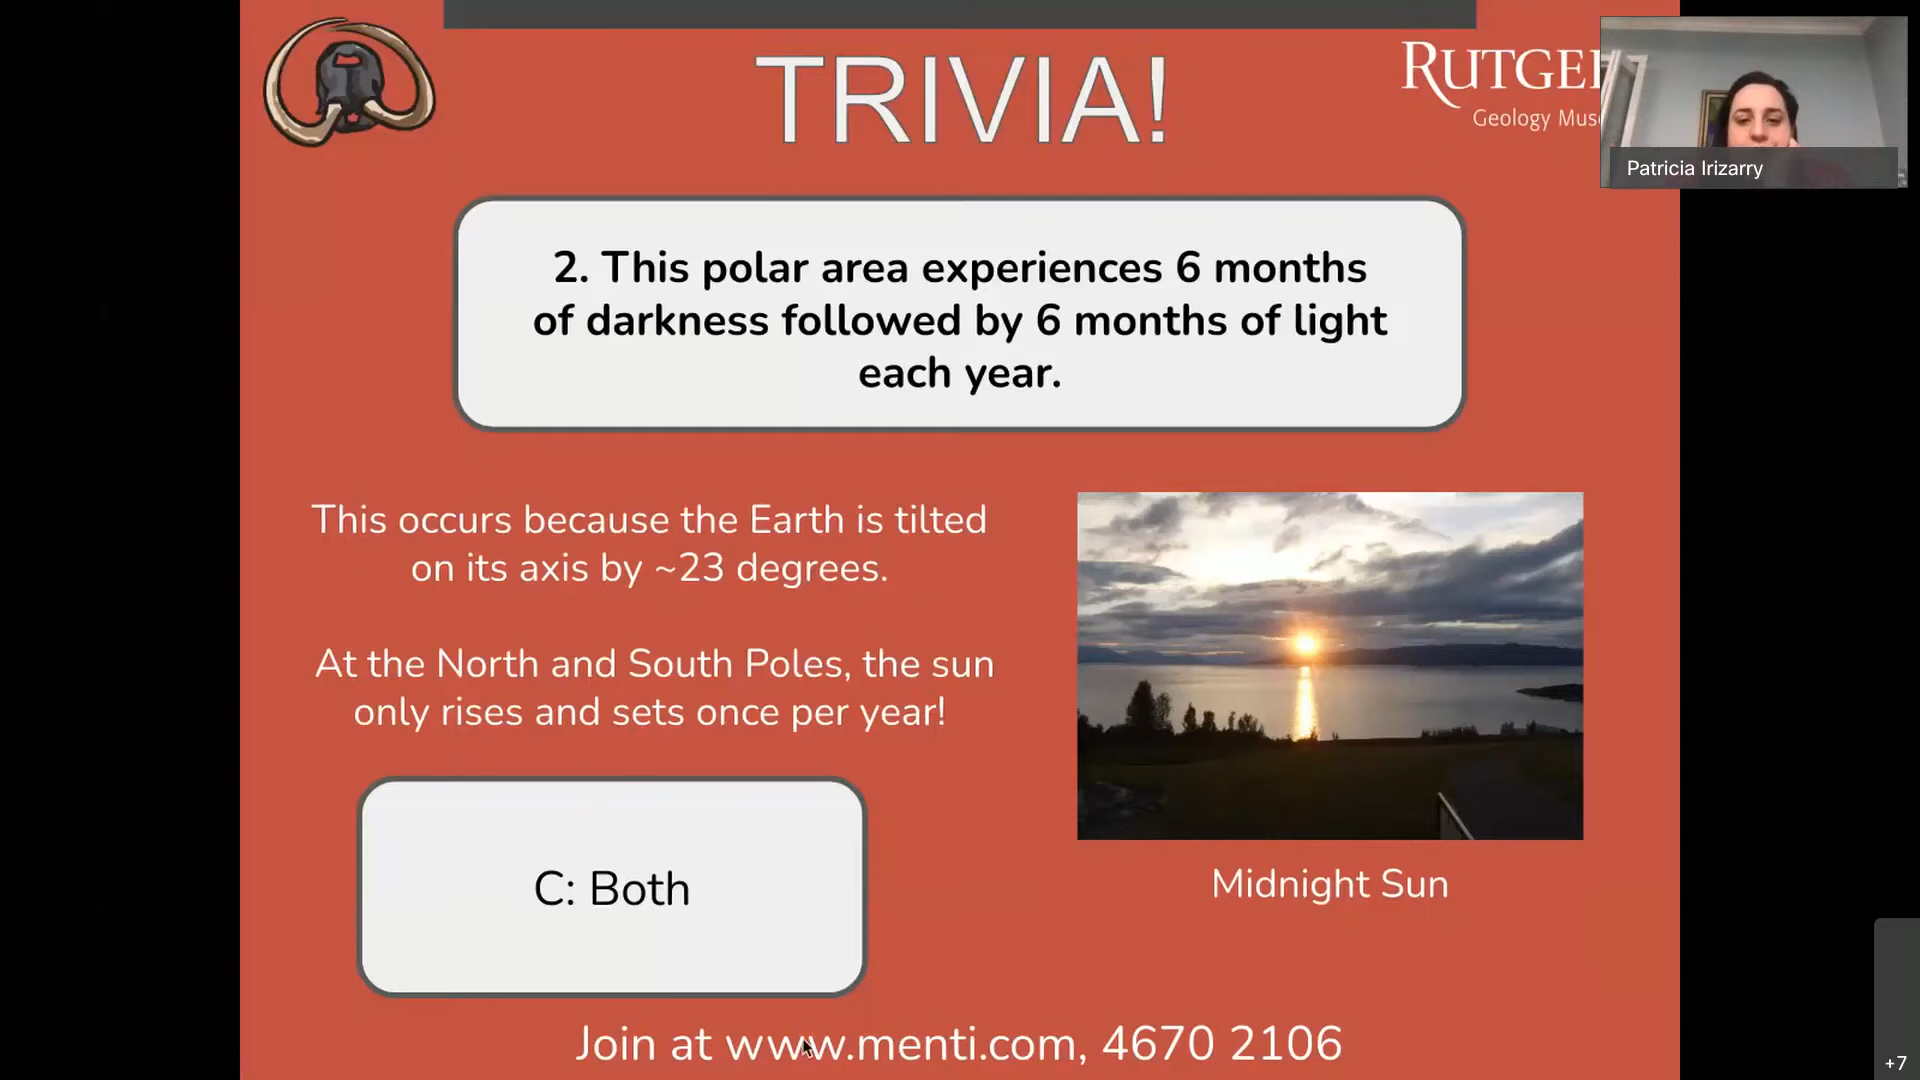 TRIVIA!
RUTGE
Geology Mus
Patricia Irizarry
2. This polar area experiences 6 months
of darkness followed by 6 months of light
each year.
This occurs because the Earth is tilted
on its axis by ~23 degrees.
At the North and South Poles, the sun
only rises and sets once per year!
C: Both
Midnight Sun
Join at www.menti.com, 4670 2106
+7